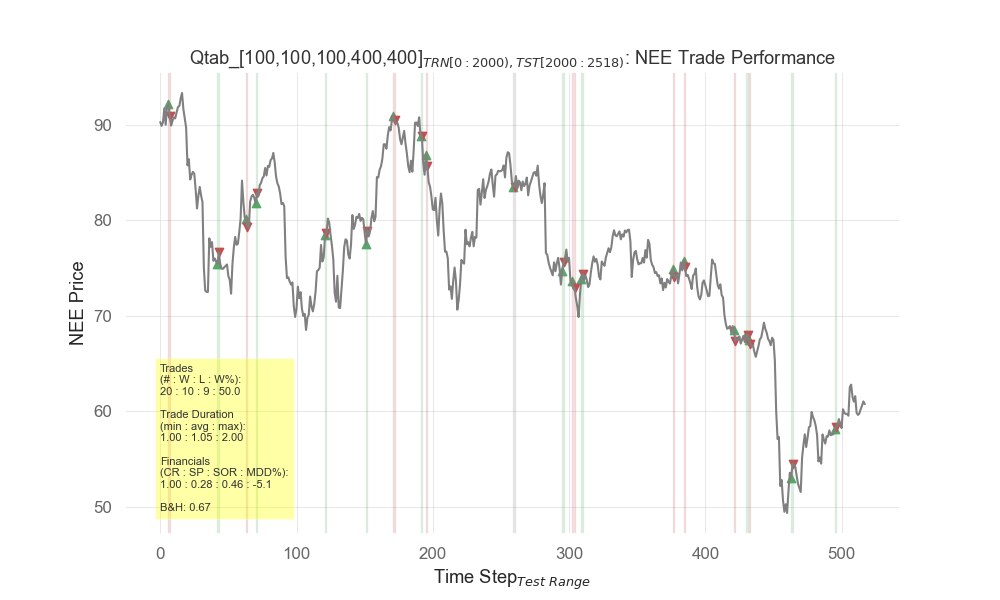 Qtab_[100,100,100,400,400]TRN[0 : 2000), TST[2000 : 2518): NEE Trade Performance
NEE Price
90
80
70
60
50
Trades
(# : W : L : W%):
20 : 10 : 9 : 50.0
Trade Duration
(min : avg : max):
1.00 : 1.05 : 2.00
Financials
(CR : SP : SOR : MDD%):
1.00 : 0.28 : 0.46 : -5.1
B&H: 0.67
0 100 200 300 400 500
Time StepTest Range